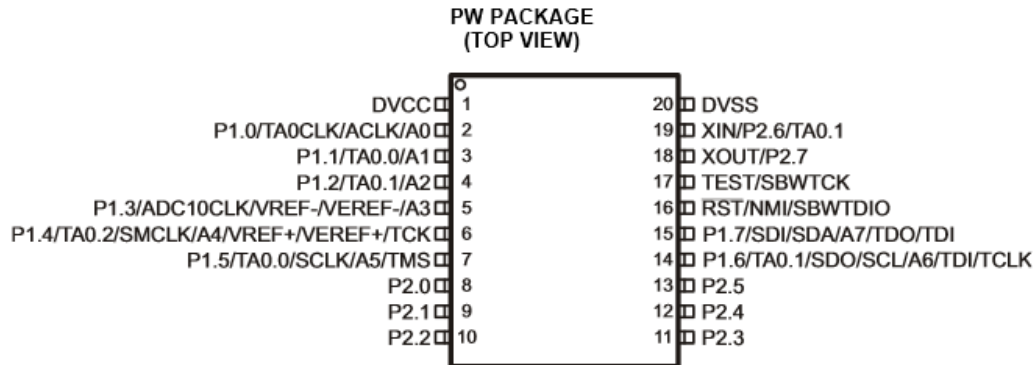 PW PACKAGE
(TOP VIEW)
DVCC 1 20 DVSS
P1.0/TA0CLK/ACLK/A0 2 19 XIN/P2.6/TA0.1
P1.1/TA0.0/A1 3 18 XOUT/P2.7
P1.2/TA0.1/A2 4 17 TEST/SBWTCK
P1.3/ADC10CLK/VREF-/VEREF-/A3 5 16 RST/NMI/SBWTDIO
P1.4/TA0.2/SMCLK/A4/VREF+/VEREF+/TCK 6 15 P1.7/SDI/SDA/A7/TDO/TDI
P1.5/TA0.0/SCLK/A5/TMS 7 14 P1.6/TA0.1/SDO/SCL/A6/TDI/TCLK
P2.0 8 13 P2.5
P2.1 9 12 P2.4
P2.2 10 11 P2.3